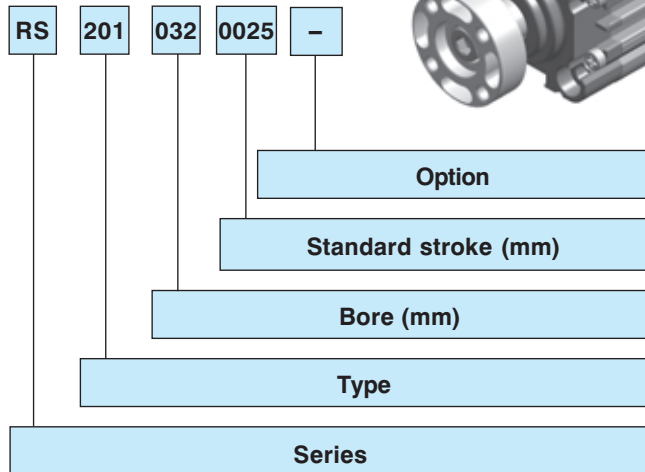 RS 201 032 0025 –
Option
Standard stroke (mm)
Bore (mm)
Type
Series